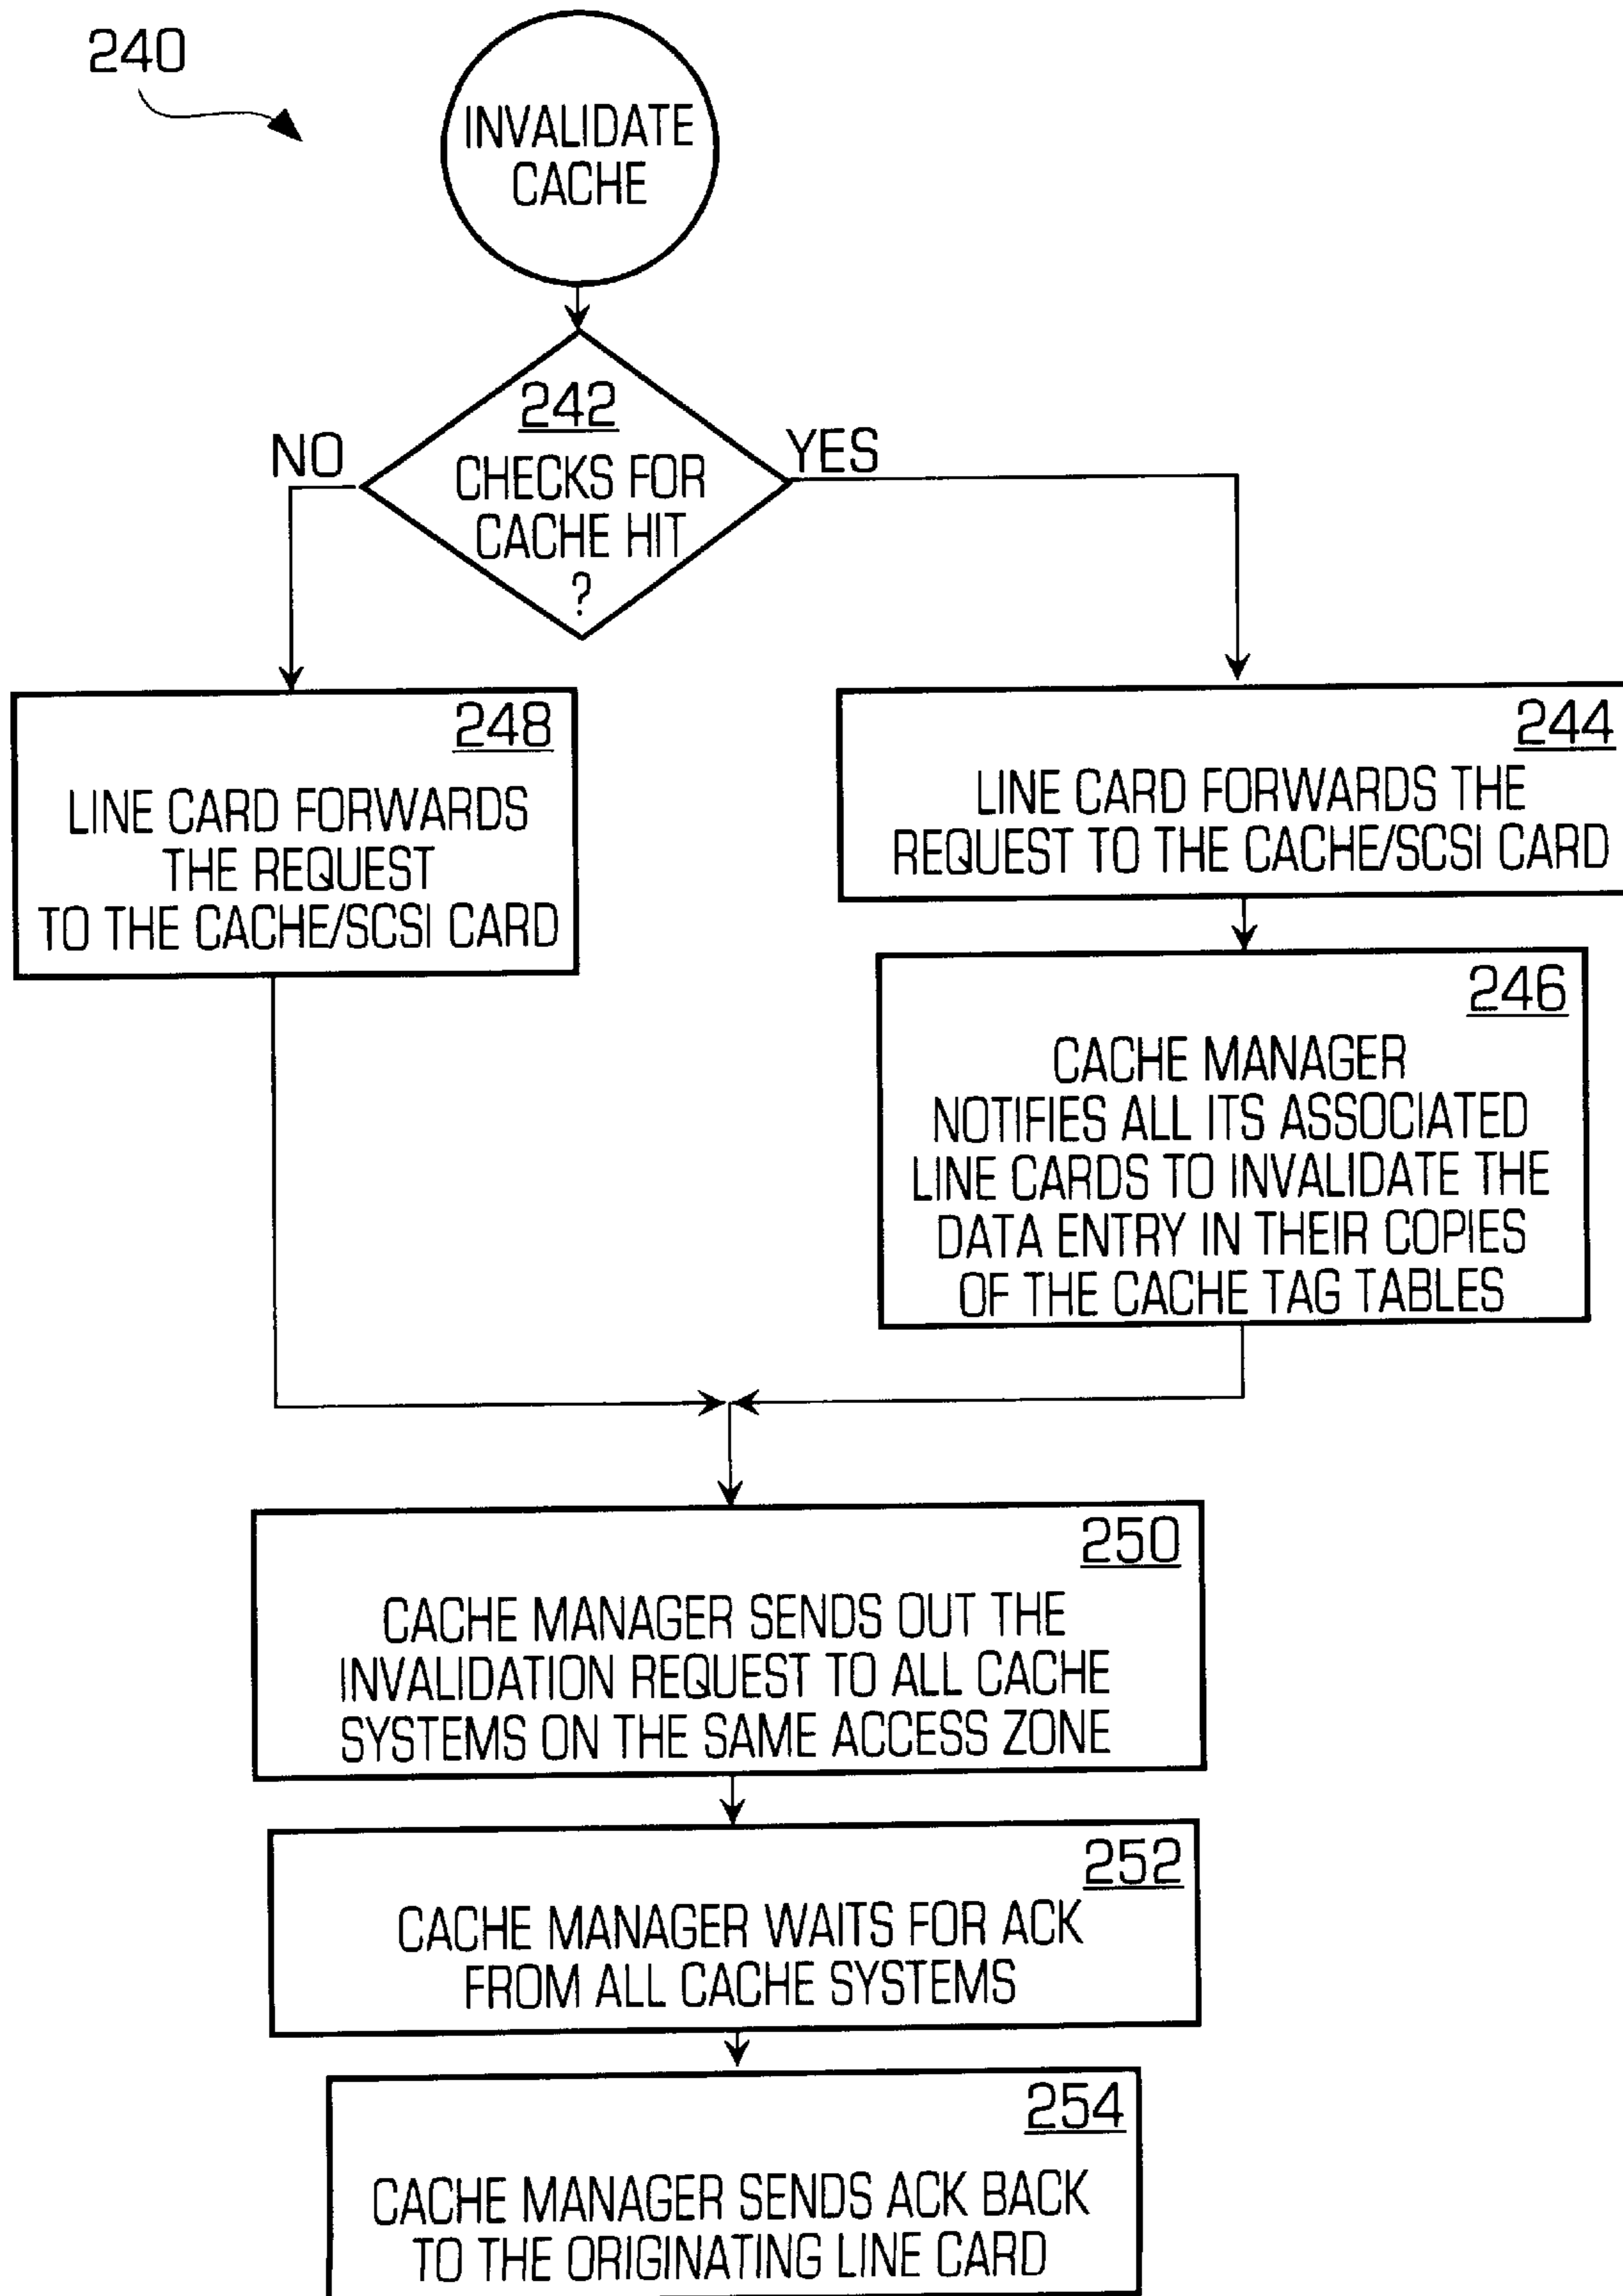 240
INVALIDATE
CACHE
242
CHECKS FOR
CACHE HIT
?
NO
YES
248
LINE CARD FORWARDS
THE REQUEST
TO THE CACHE/SCSI CARD
244
LINE CARD FORWARDS THE
REQUEST TO THE CACHE/SCSI CARD
246
CACHE MANAGER
NOTIFIES ALL ITS ASSOCIATED
LINE CARDS TO INVALIDATE THE
DATA ENTRY IN THEIR COPIES
OF THE CACHE TAG TABLES
250
CACHE MANAGER SENDS OUT THE
INVALIDATION REQUEST TO ALL CACHE
SYSTEMS ON THE SAME ACCESS ZONE
252
CACHE MANAGER WAITS FOR ACK
FROM ALL CACHE SYSTEMS
254
CACHE MANAGER SENDS ACK BACK
TO THE ORIGINATING LINE CARD